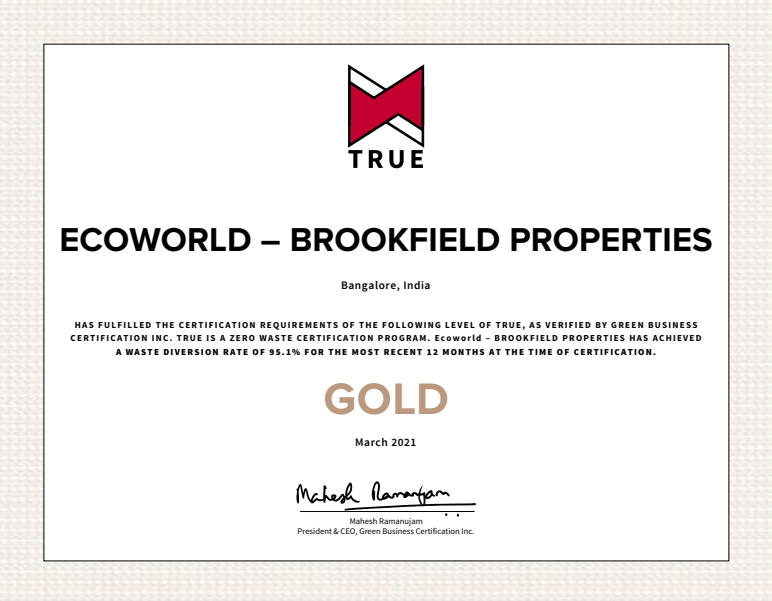 TRUE
ECOWORLD – BROOKFIELD PROPERTIES
Bangalore, India
HAS FULFILLED THE CERTIFICATION REQUIREMENTS OF THE FOLLOWING LEVEL OF TRUE, AS VERIFIED BY GREEN BUSINESS
CERTIFICATION INC. TRUE IS A ZERO WASTE CERTIFICATION PROGRAM. Ecoworld – BROOKFIELD PROPERTIES HAS ACHIEVED
A WASTE DIVERSION RATE OF 95.1% FOR THE MOST RECENT 12 MONTHS AT THE TIME OF CERTIFICATION.
GOLD
March 2021
Mahesh Ramanujam
Mahesh Ramanujam
President & CEO, Green Business Certification Inc.